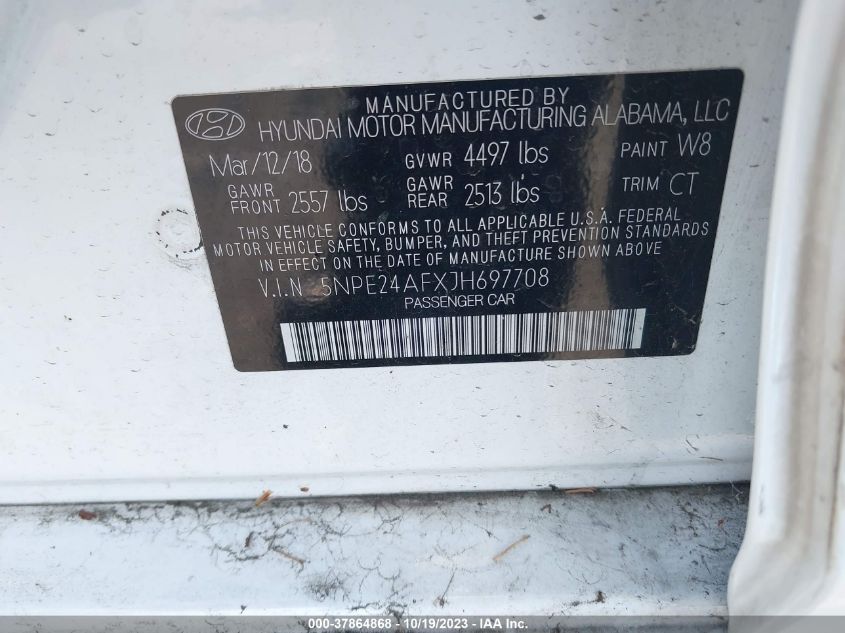 MANUFACTURED BY
HYUNDAI MOTOR MANUFACTURING ALABAMA, LLC
Mar/12/18 GVWR 4497 lbs PAINT W8
GAWR FRONT 2557 lbs GAWR REAR 2513 lbs TRIM CT
THIS VEHICLE CONFORMS TO ALL APPLICABLE U.S.A. FEDERAL
MOTOR VEHICLE SAFETY, BUMPER, AND THEFT PREVENTION STANDARDS
IN EFFECT ON THE DATE OF MANUFACTURE SHOWN ABOVE
V.I.N 5NPE24AFXJH697708
PASSENGER CAR
000-37864868 - 10/19/2023 - IAA Inc.